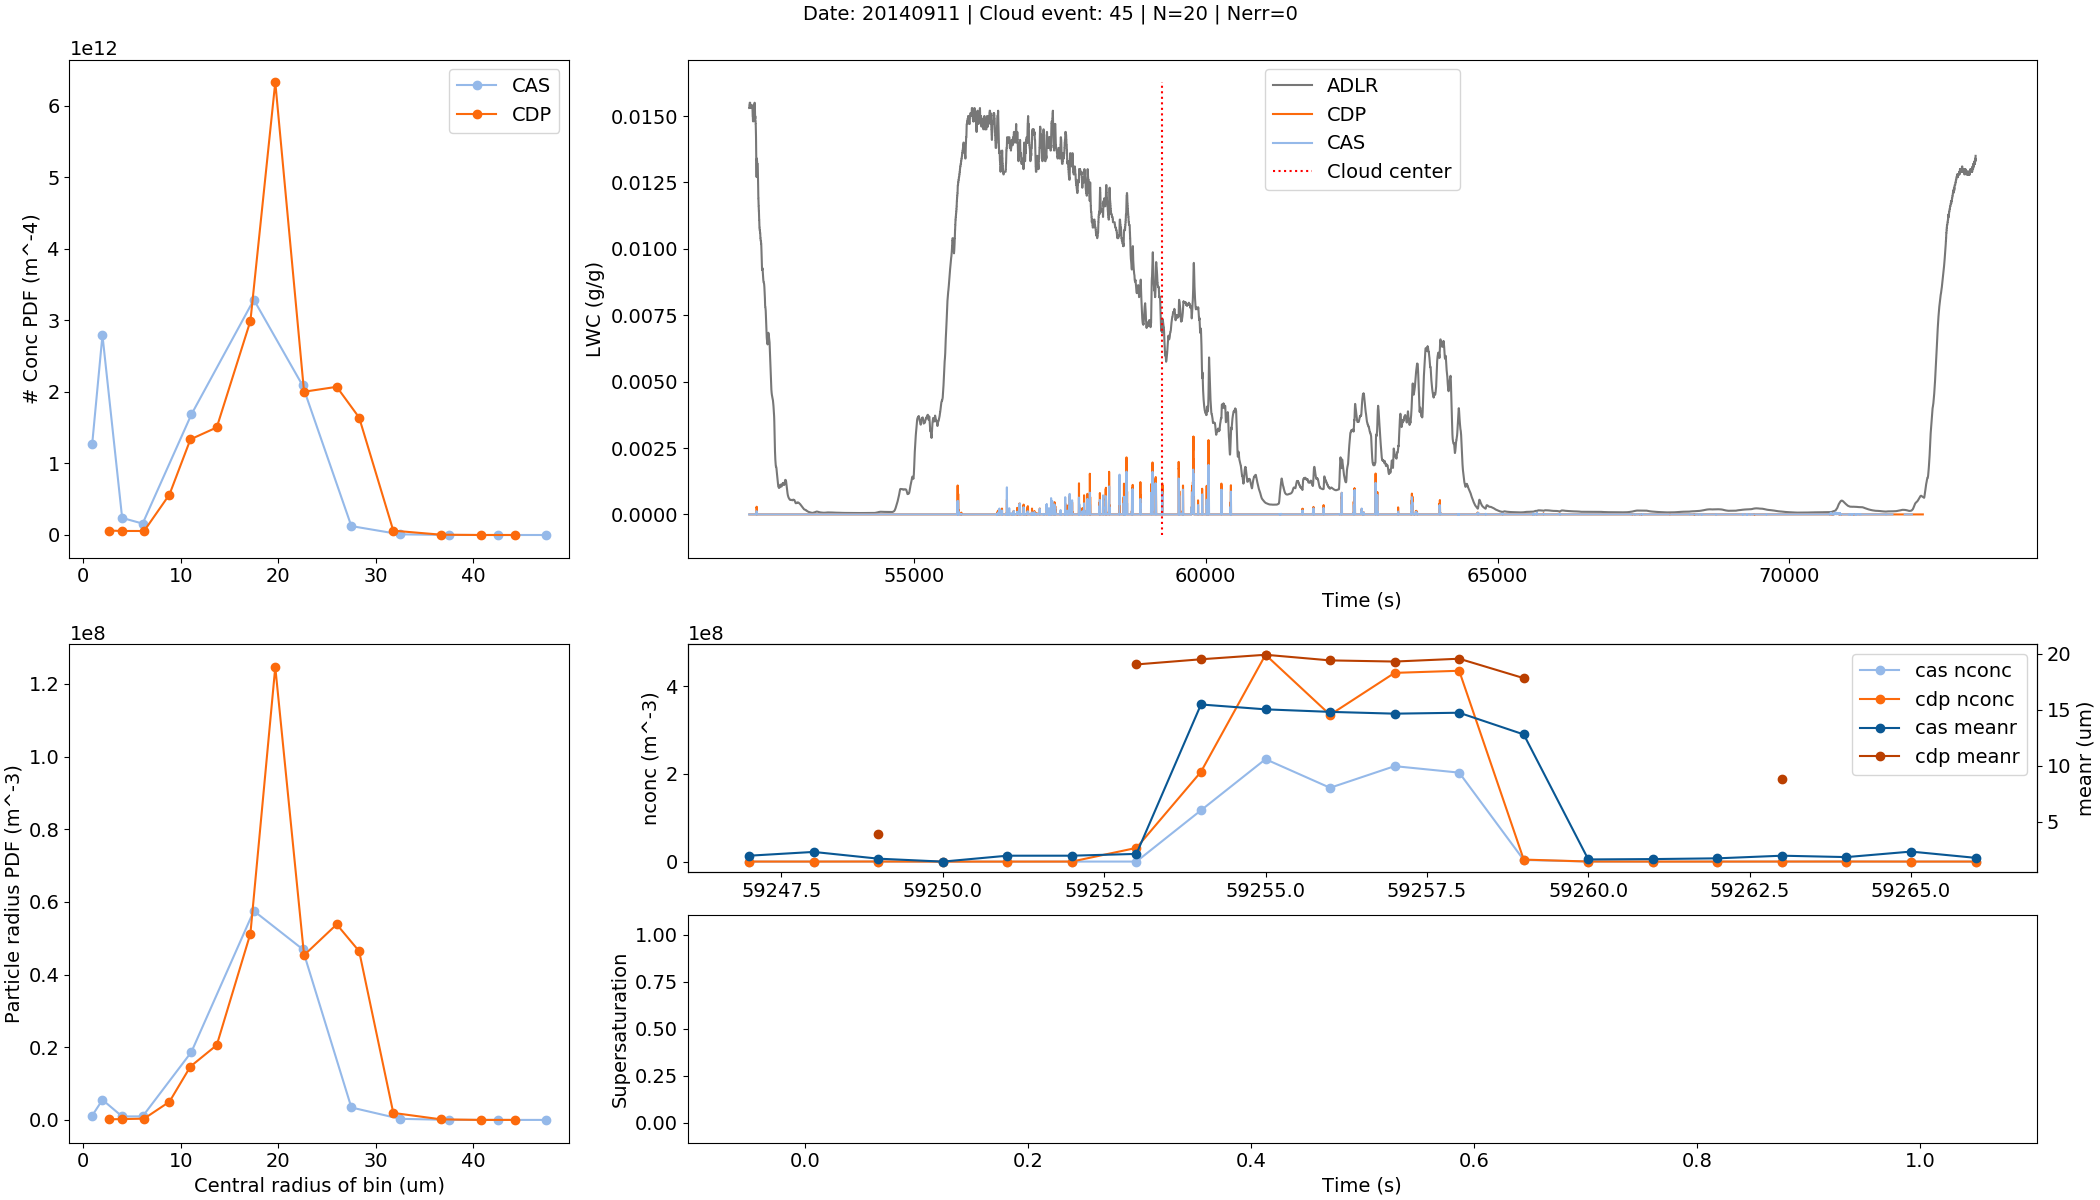 Date: 20140911 | Cloud event: 45 | N=20 | Nerr=0
1e12
# Conc PDF (m^-4)
6
5
4
3
2
1
0
0 10 20 30 40
CAS
CDP
LWC (g/g)
0.0150
0.0125
0.0100
0.0075
0.0050
0.0025
0.0000
55000 60000 65000 70000
Time (s)
ADLR
CDP
CAS
Cloud center
1e8
Particle radius PDF (m^-3)
1.2
1.0
0.8
0.6
0.4
0.2
0.0
0 10 20 30 40
Central radius of bin (um)
1e8
nconc (m^-3)
4
2
0
59247.5 59250.0 59252.5 59255.0 59257.5 59260.0 59262.5 59265.0
20
15
10
5
meanr (um)
cas nconc
cdp nconc
cas meanr
cdp meanr
Supersaturation
1.00
0.75
0.50
0.25
0.00
0.0 0.2 0.4 0.6 0.8 1.0
Time (s)